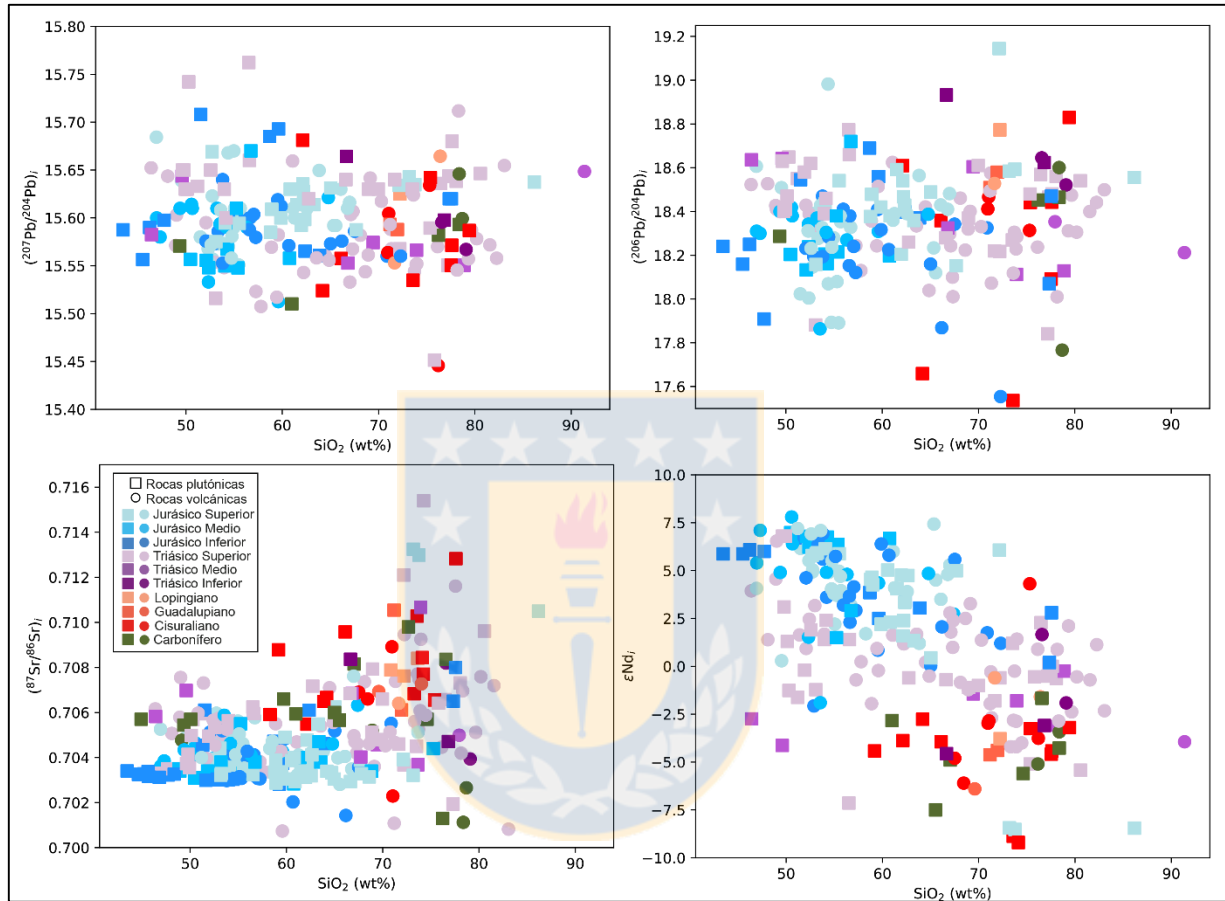 15.80
15.75
15.70
15.65
15.60
15.55
15.50
15.45
15.40
(²⁰⁷Pb/²⁰⁴Pb)ᵢ
50 60 70 80 90
SiO₂ (wt%)
19.2
19.0
18.8
18.6
18.4
18.2
18.0
17.8
17.6
(²⁰⁶Pb/²⁰⁴Pb)ᵢ
50 60 70 80 90
SiO₂ (wt%)
0.716
0.714
0.712
0.710
0.708
0.706
0.704
0.702
0.700
(⁸⁷Sr/⁸⁶Sr)ᵢ
Rocas plutónicas
Rocas volcánicas
Jurásico Superior
Jurásico Medio
Jurásico Inferior
Triásico Superior
Triásico Medio
Triásico Inferior
Lopingiano
Guadalupiano
Cisuraliano
Carbonífero
50 60 70 80 90
SiO₂ (wt%)
10.0
7.5
5.0
2.5
0.0
−2.5
−5.0
−7.5
−10.0
εNdᵢ
50 60 70 80 90
SiO₂ (wt%)